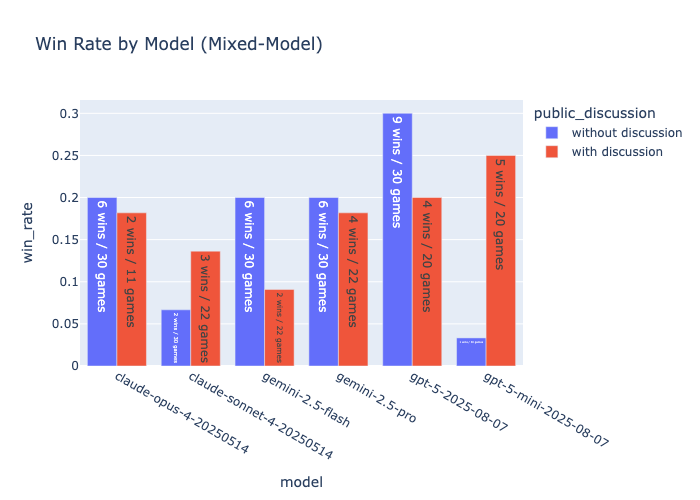 Win Rate by Model (Mixed-Model)
public_discussion
without discussion
with discussion
win_rate
0.3
0.25
0.2
0.15
0.1
0.05
0
6 wins / 30 games
2 wins / 11 games
2 wins / 30 games
3 wins / 22 games
6 wins / 30 games
2 wins / 22 games
6 wins / 30 games
4 wins / 22 games
9 wins / 30 games
4 wins / 20 games
5 wins / 20 games
claude-opus-4-20250514
claude-sonnet-4-20250514
gemini-2.5-flash
gemini-2.5-pro
gpt-5-2025-08-07
gpt-5-mini-2025-08-07
model